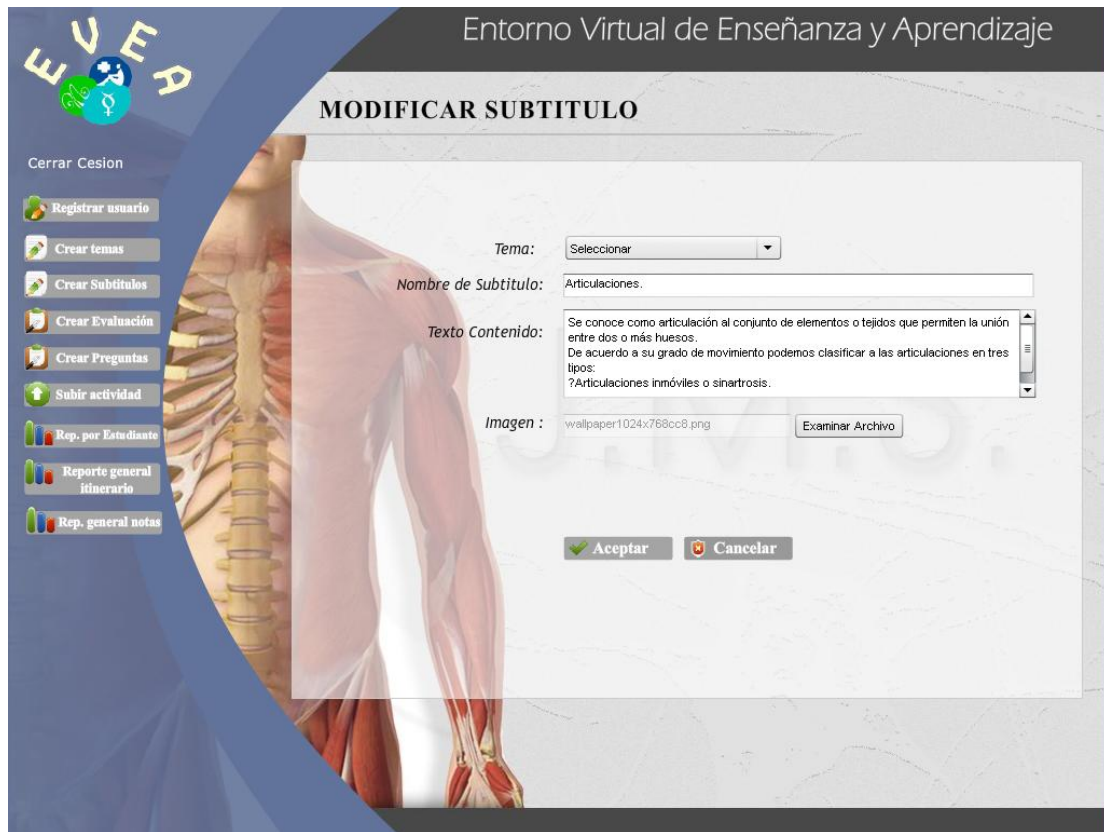 EVEA
Entorno Virtual de Enseñanza y Aprendizaje
MODIFICAR SUBTITULO
Cerrar Cesion
Registrar usuario
Crear temas
Crear Subtitulos
Crear Evaluación
Crear Preguntas
Subir actividad
Rep. por Estudiante
Reporte general
itinerario
Rep. general notas
Tema:
Seleccionar
Nombre de Subtitulo:
Articulaciones.
Texto Contenido:
Se conoce como articulación al conjunto de elementos o tejidos que permiten la unión
entre dos o más huesos.
De acuerdo a su grado de movimiento podemos clasificar a las articulaciones en tres
tipos:
?Articulaciones inmóviles o sinartrosis.
Imagen :
wallpaper1024x768cc8.png
Examinar Archivo
Aceptar
Cancelar